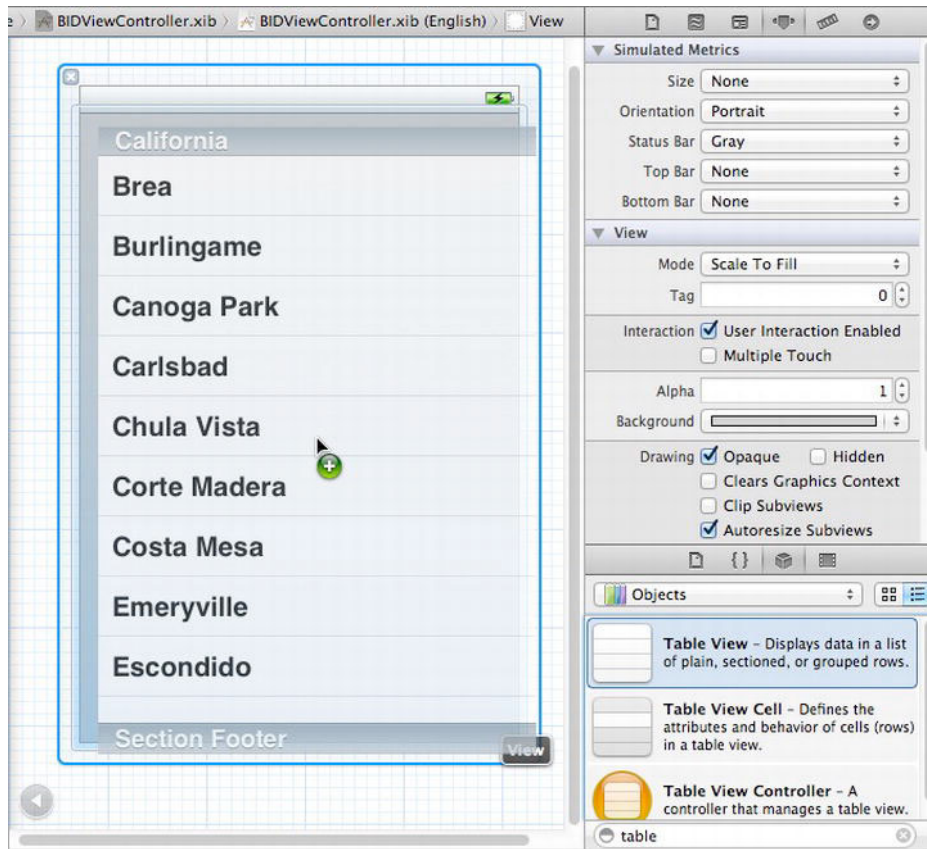 e > BIDViewController.xib > BIDViewController.xib (English) > View
California
Brea
Burlingame
Canoga Park
Carlsbad
Chula Vista
Corte Madera
Costa Mesa
Emeryville
Escondido
Section Footer
View
Simulated Metrics
Size None
Orientation Portrait
Status Bar Gray
Top Bar None
Bottom Bar None
View
Mode Scale To Fill
Tag 0
Interaction User Interaction Enabled
Multiple Touch
Alpha 1
Background
Drawing Opaque Hidden
Clears Graphics Context
Clip Subviews
Autoresize Subviews
{}
Objects
Table View – Displays data in a list
of plain, sectioned, or grouped rows.
Table View Cell – Defines the
attributes and behavior of cells (rows)
in a table view.
Table View Controller – A
controller that manages a table view.
table